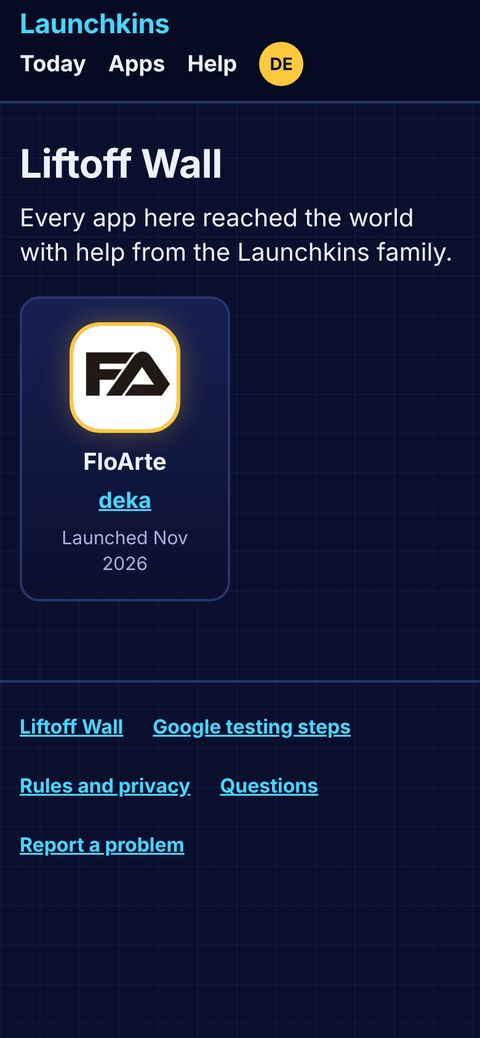 Launchkins
Today Apps Help DE
Liftoff Wall
Every app here reached the world
with help from the Launchkins family.
FA
FloArte
deka
Launched Nov
2026
Liftoff Wall Google testing steps
Rules and privacy Questions
Report a problem